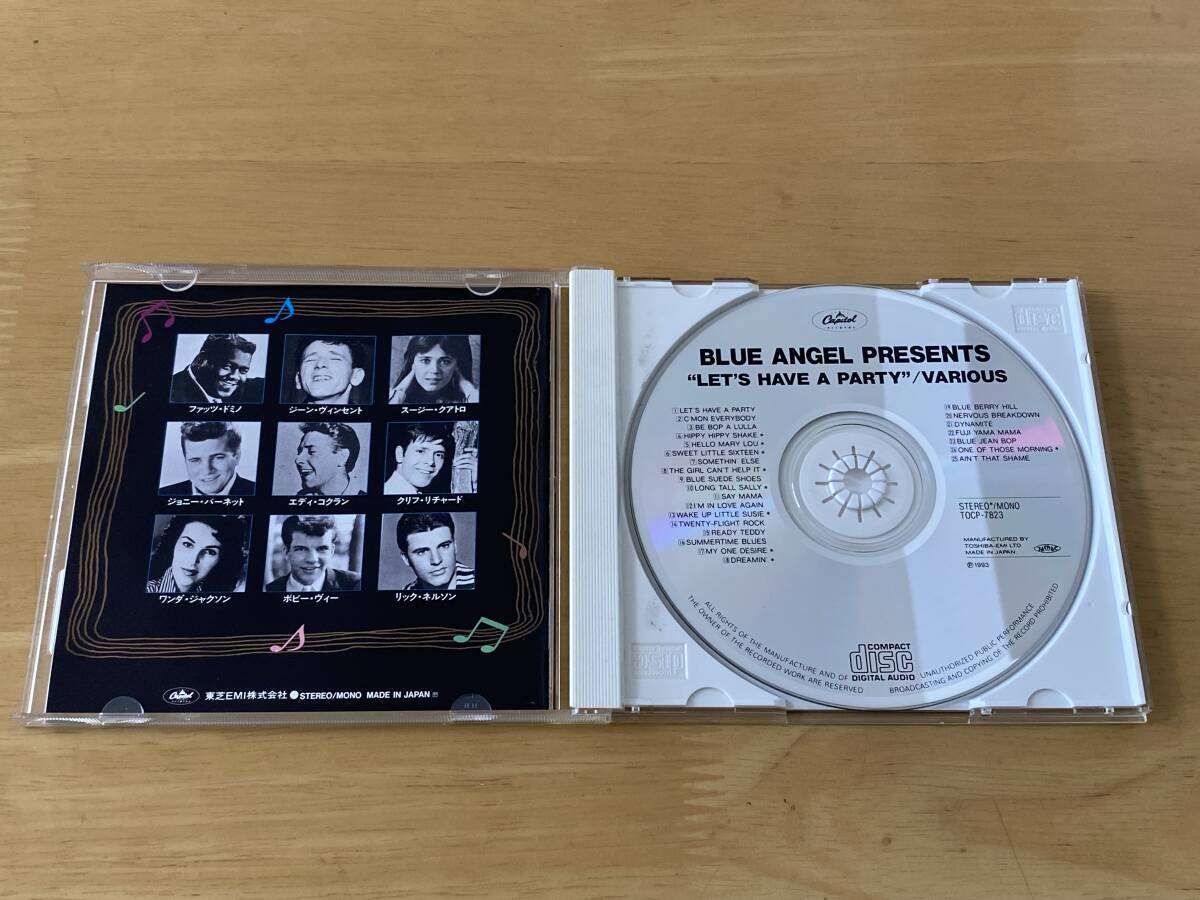 ファッツ・ドミノ
ジーン・ヴィンセント
スージー・クアトロ
ジョニー・バーネット
エディ・コクラン
クリフ・リチャード
ワンダ・ジャクソン
ボビー・ヴィー
リック・ネルソン
Capitol
東芝EMI株式会社 ●STEREO/MONO MADE IN JAPAN
Capitol
RECORDS
BLUE ANGEL PRESENTS
“LET'S HAVE A PARTY”/VARIOUS
1 LET'S HAVE A PARTY
2 C'MON EVERYBODY
3 BE BOP A LULLA
4 HIPPY HIPPY SHAKE *
5 HELLO MARY LOU *
6 SWEET LITTLE SIXTEEN *
7 SOMETHIN ELSE
8 THE GIRL CAN'T HELP IT *
9 BLUE SUEDE SHOES
10 LONG TALL SALLY *
11 SAY MAMA
12 I'M IN LOVE AGAIN
13 WAKE UP LITTLE SUSIE *
14 TWENTY-FLIGHT ROCK
15 READY TEDDY
16 SUMMERTIME BLUES
17 MY ONE DESIRE *
18 DREAMIN' *
19 BLUE BERRY HILL
20 NERVOUS BREAKDOWN
21 DYNAMITE
22 FUJI YAMA MAMA
23 BLUE JEAN BOP
24 ONE OF THOSE MORNING *
25 AIN'T THAT SHAME
STEREO*/MONO
TOCP-7823
MANUFACTURED BY
TOSHIBA-EMI LTD.
MADE IN JAPAN
JASRAC
℗1993
ALL RIGHTS OF THE MANUFACTURE AND OF
THE OWNER OF THE RECORDED WORK ARE RESERVED
COMPACT
disc
DIGITAL AUDIO
UNAUTHORIZED PUBLIC PERFORMANCE
BROADCASTING AND COPYING OF THE RECORD PROHIBITED
disc
disc